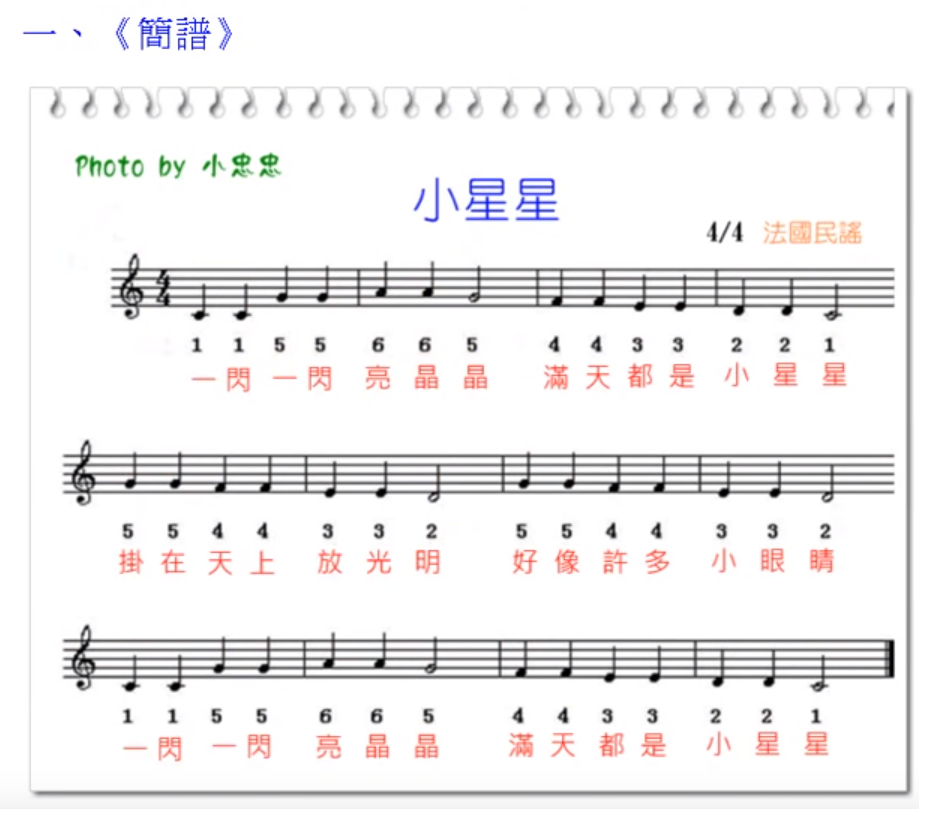 一、《簡譜》
Photo by 小忠忠
小星星
4/4 法國民謠
4 4
1 1 5 5 6 6 5 4 4 3 3 2 2 1
一閃一閃亮晶晶 滿天都是小星星
5 5 4 4 3 3 2 5 5 4 4 3 3 2
掛在天上放光明 好像許多小眼睛
1 1 5 5 6 6 5 4 4 3 3 2 2 1
一閃一閃亮晶晶 滿天都是小星星